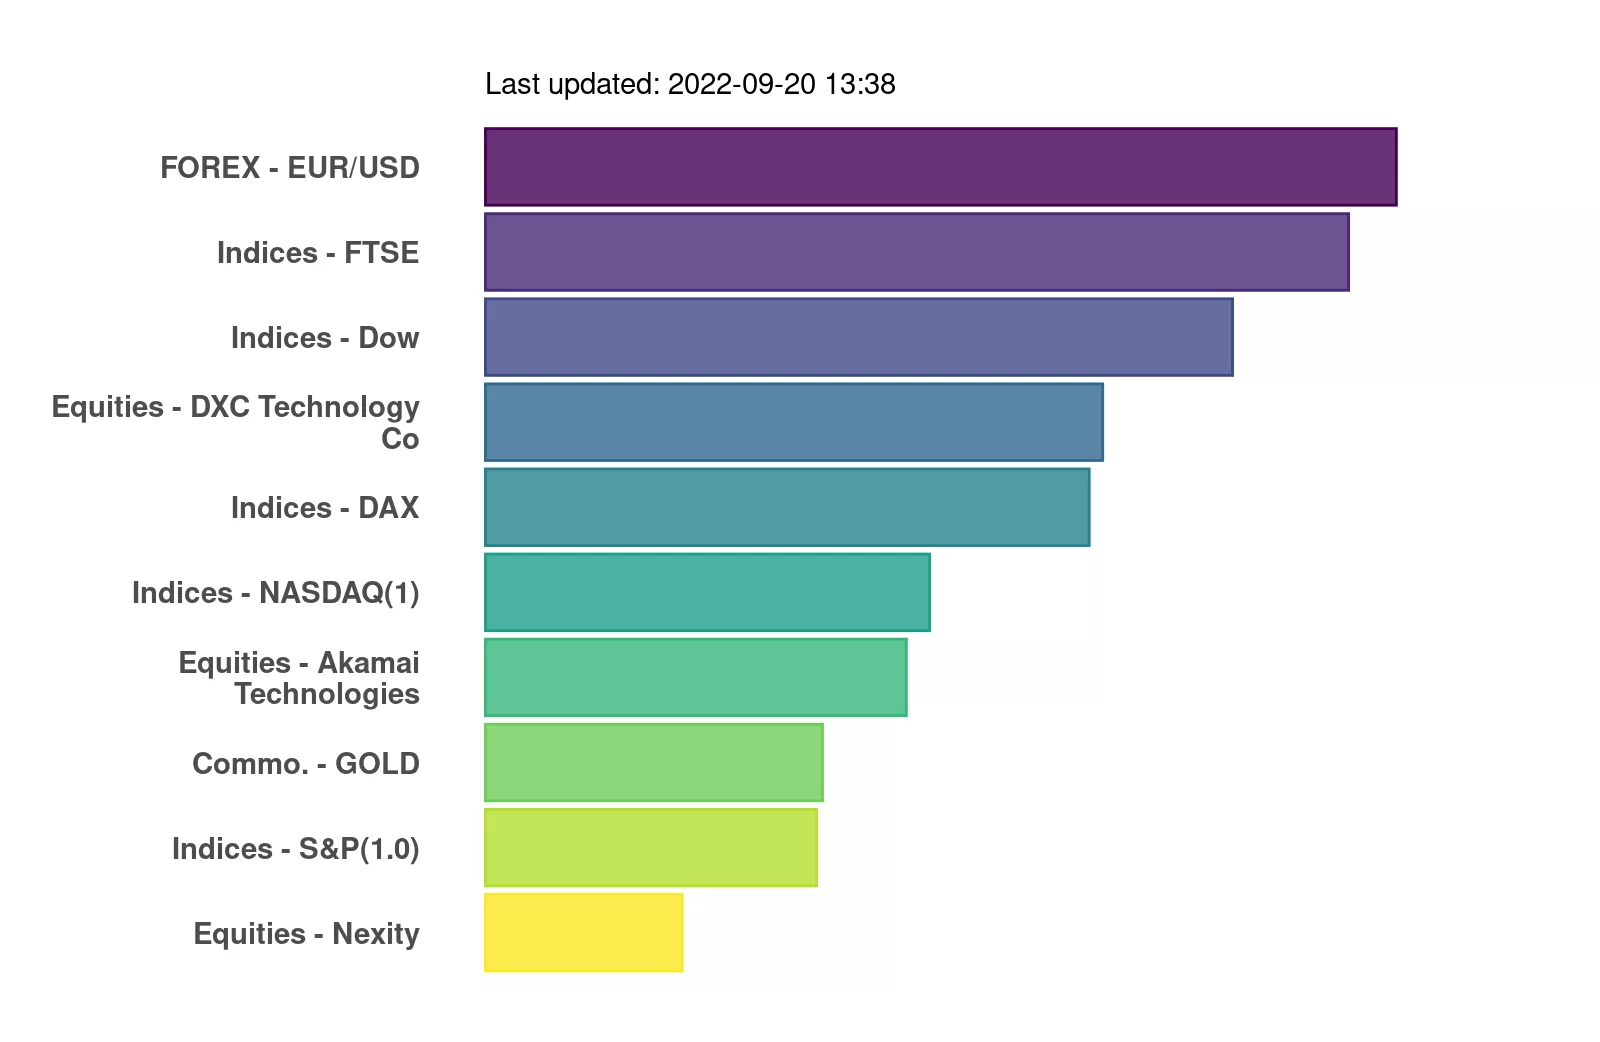 Last updated: 2022-09-20 13:38
FOREX - EUR/USD
Indices - FTSE
Indices - Dow
Equities - DXC Technology
Co
Indices - DAX
Indices - NASDAQ(1)
Equities - Akamai
Technologies
Commo. - GOLD
Indices - S&P(1.0)
Equities - Nexity